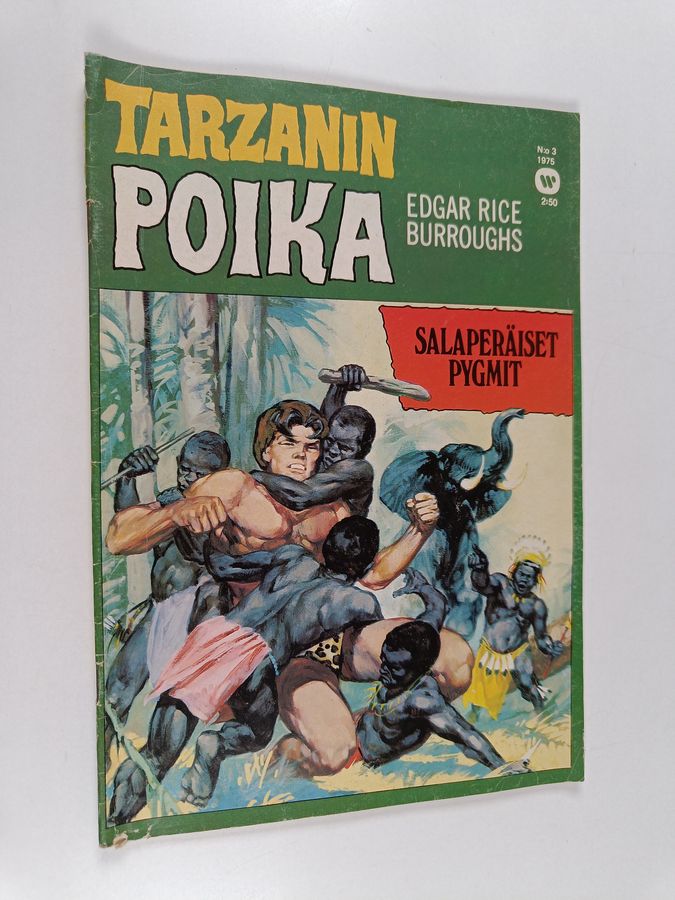 TARZANIN
POIKA
EDGAR RICE
BURROUGHS
N:o 3
1975
W
2:50
SALAPERÄISET
PYGMIT